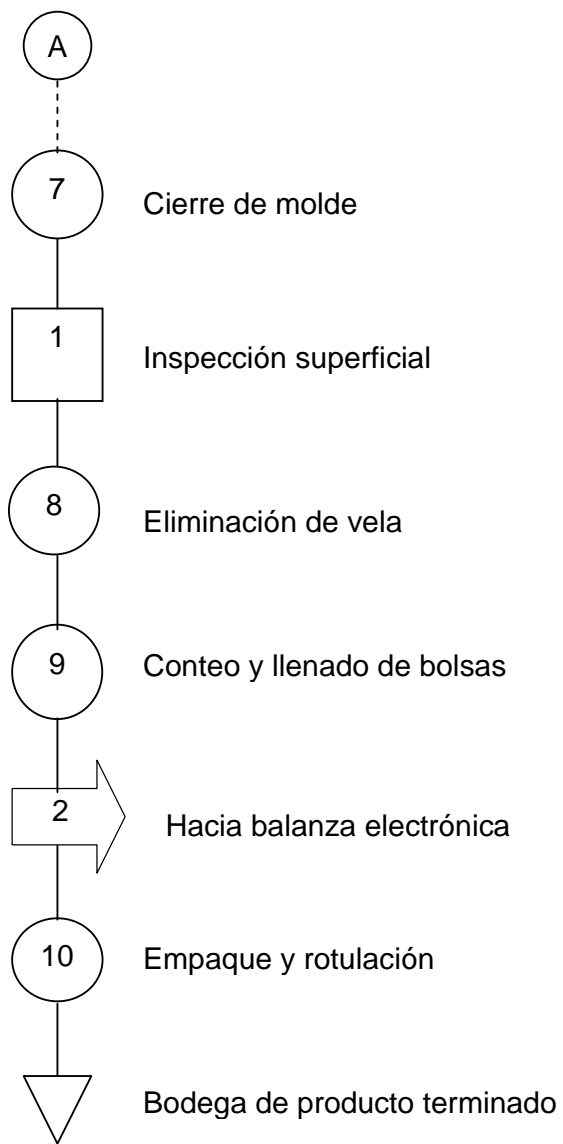 A
7 Cierre de molde
1 Inspección superficial
8 Eliminación de vela
9 Conteo y llenado de bolsas
2 Hacia balanza electrónica
10 Empaque y rotulación
Bodega de producto terminado